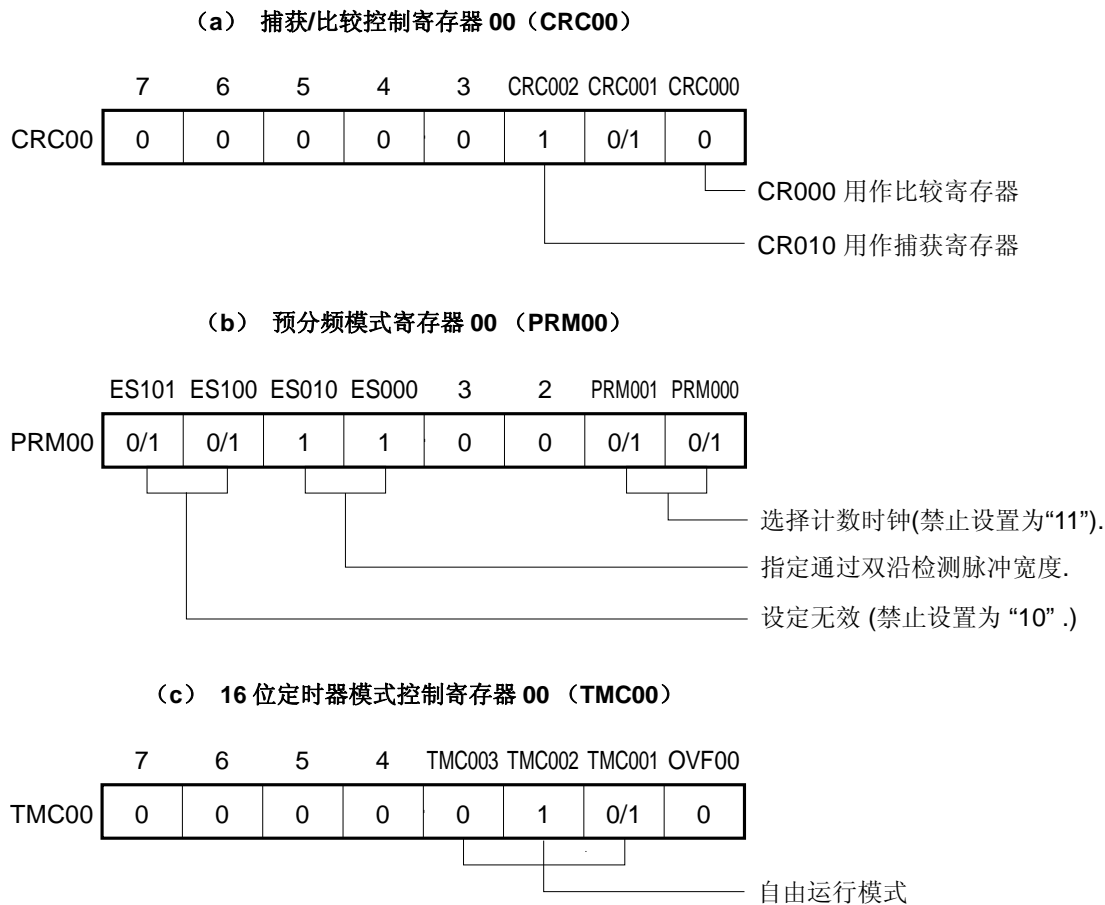 （a） 捕获/比较控制寄存器 00（CRC00）
7 6 5 4 3 CRC002 CRC001 CRC000
CRC00 0 0 0 0 0 1 0/1 0
CR000 用作比较寄存器
CR010 用作捕获寄存器
（b） 预分频模式寄存器 00 （PRM00）
ES101 ES100 ES010 ES000 3 2 PRM001 PRM000
PRM00 0/1 0/1 1 1 0 0 0/1 0/1
选择计数时钟(禁止设置为“11”).
指定通过双沿检测脉冲宽度.
设定无效 (禁止设置为 “10” .)
（c） 16 位定时器模式控制寄存器 00 （TMC00）
7 6 5 4 TMC003 TMC002 TMC001 OVF00
TMC00 0 0 0 0 0 1 0/1 0
自由运行模式